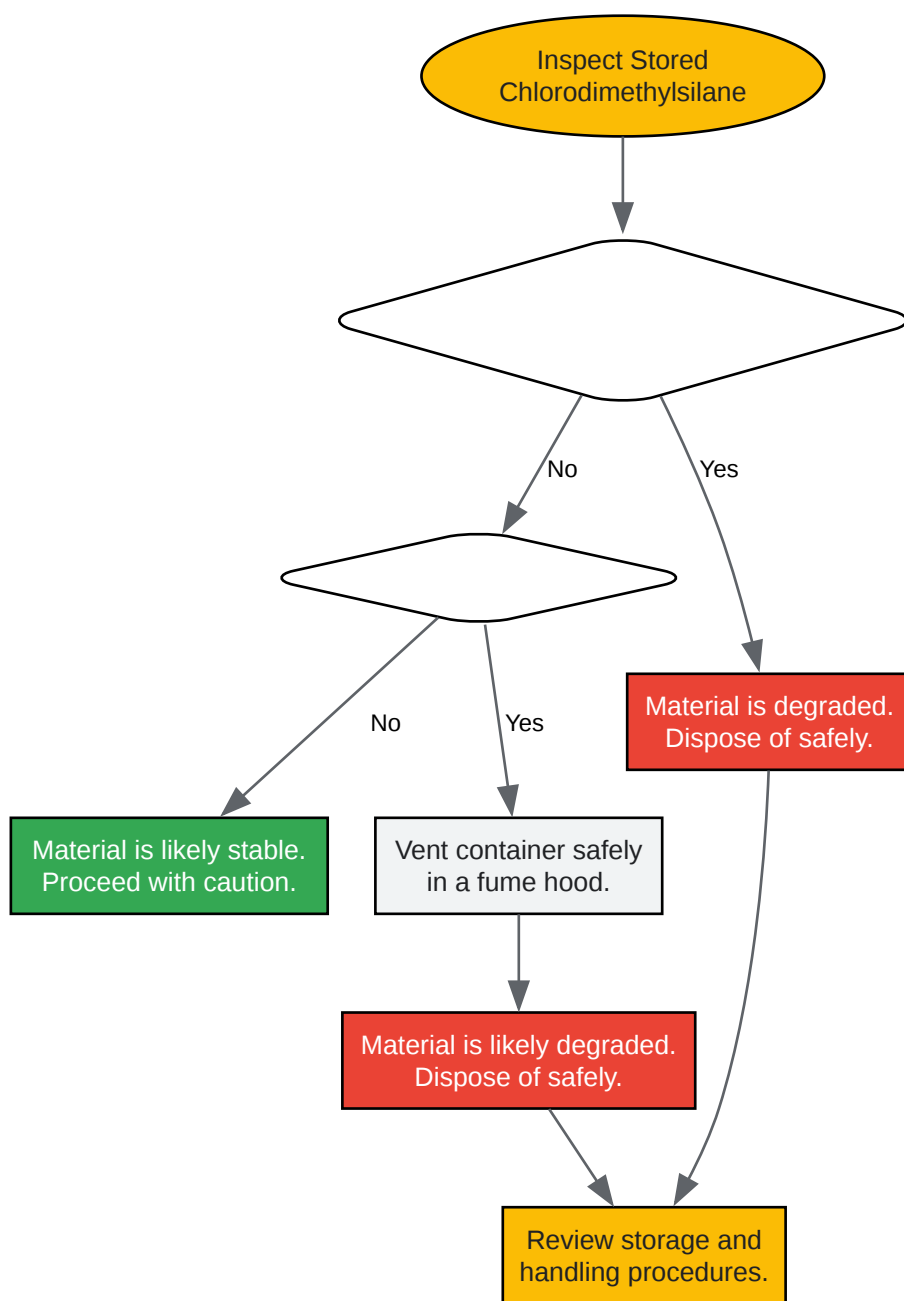 Inspect Stored
Chlorodimethylsilane
No
Yes
No
Yes
Material is degraded.
Dispose of safely.
Material is likely stable.
Proceed with caution.
Vent container safely
in a fume hood.
Material is likely degraded.
Dispose of safely.
Review storage and
handling procedures.